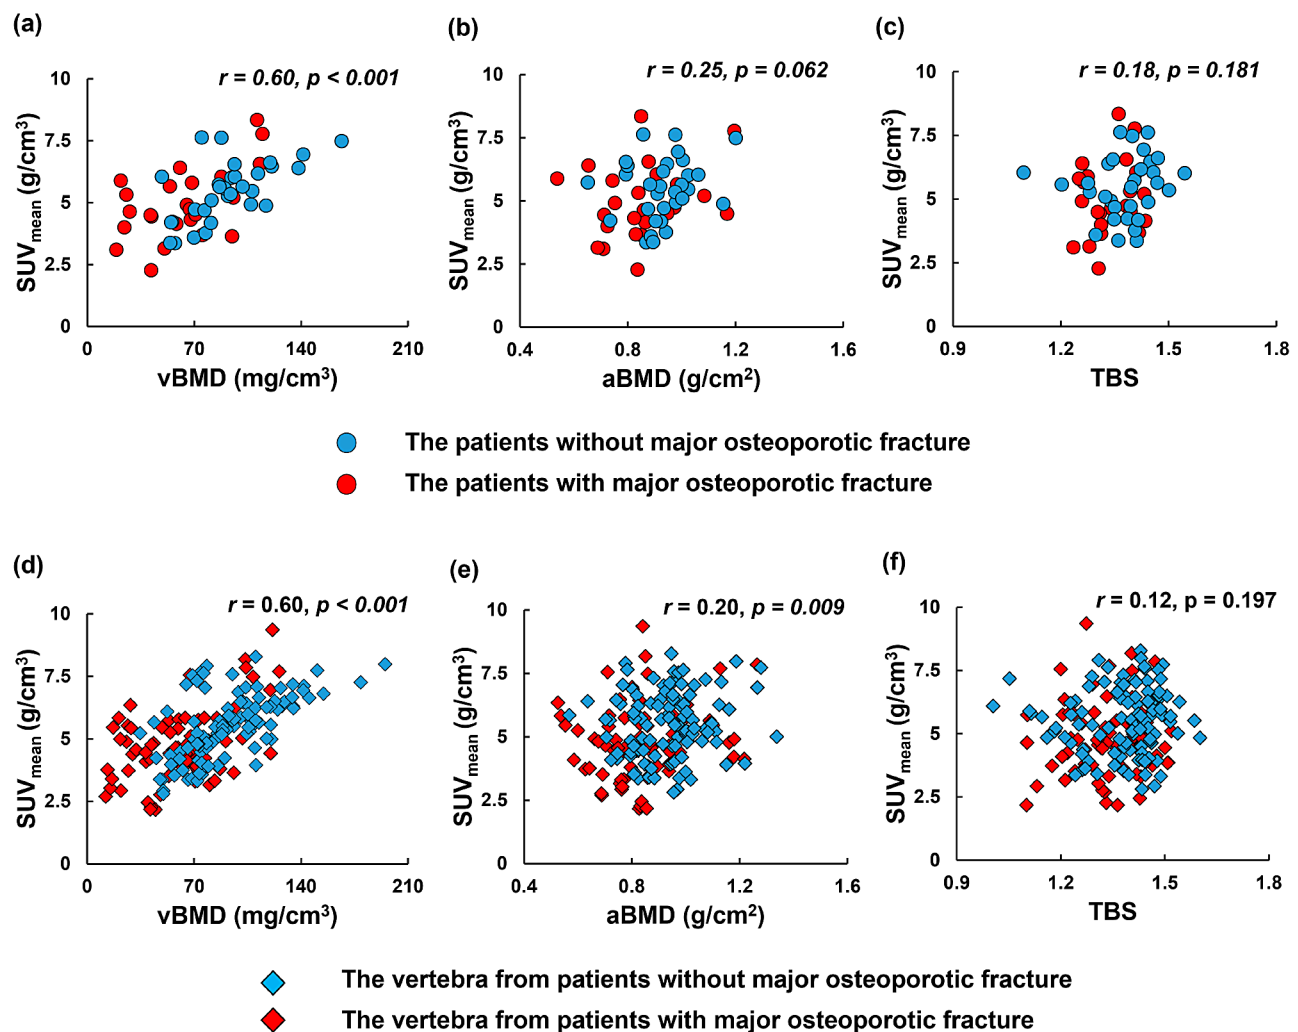 (a)
r = 0.60, p < 0.001
10
7.5
5
2.5
0
0 70 140 210
SUVmean (g/cm³)
vBMD (mg/cm³)
(b)
r = 0.25, p = 0.062
10
7.5
5
2.5
0
0.4 0.8 1.2 1.6
SUVmean (g/cm³)
aBMD (g/cm²)
(c)
r = 0.18, p = 0.181
10
7.5
5
2.5
0
0.9 1.2 1.5 1.8
SUVmean (g/cm³)
TBS
The patients without major osteoporotic fracture
The patients with major osteoporotic fracture
(d)
r = 0.60, p < 0.001
10
7.5
5
2.5
0
0 70 140 210
SUVmean (g/cm³)
vBMD (mg/cm³)
(e)
r = 0.20, p = 0.009
10
7.5
5
2.5
0
0.4 0.8 1.2 1.6
SUVmean (g/cm³)
aBMD (g/cm²)
(f)
r = 0.12, p = 0.197
10
7.5
5
2.5
0
0.9 1.2 1.5 1.8
SUVmean (g/cm³)
TBS
The vertebra from patients without major osteoporotic fracture
The vertebra from patients with major osteoporotic fracture